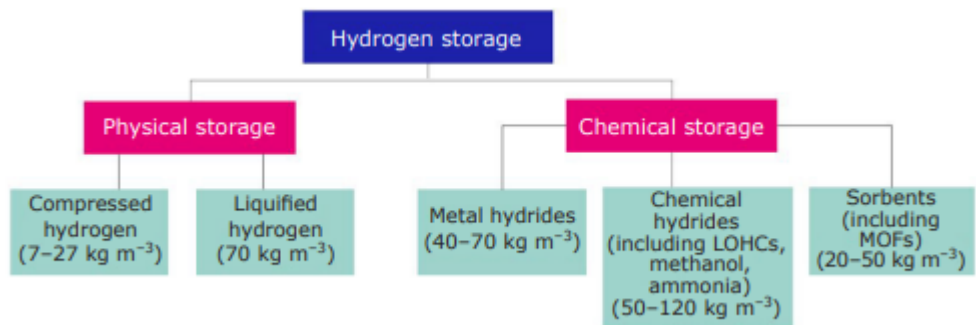 Hydrogen storage
Physical storage
Chemical storage
Compressed
hydrogen
(7–27 kg m⁻³)
Liquified
hydrogen
(70 kg m⁻³)
Metal hydrides
(40–70 kg m⁻³)
Chemical
hydrides
(including LOHCs,
methanol,
ammonia)
(50–120 kg m⁻³)
Sorbents
(including
MOFs)
(20–50 kg m⁻³)